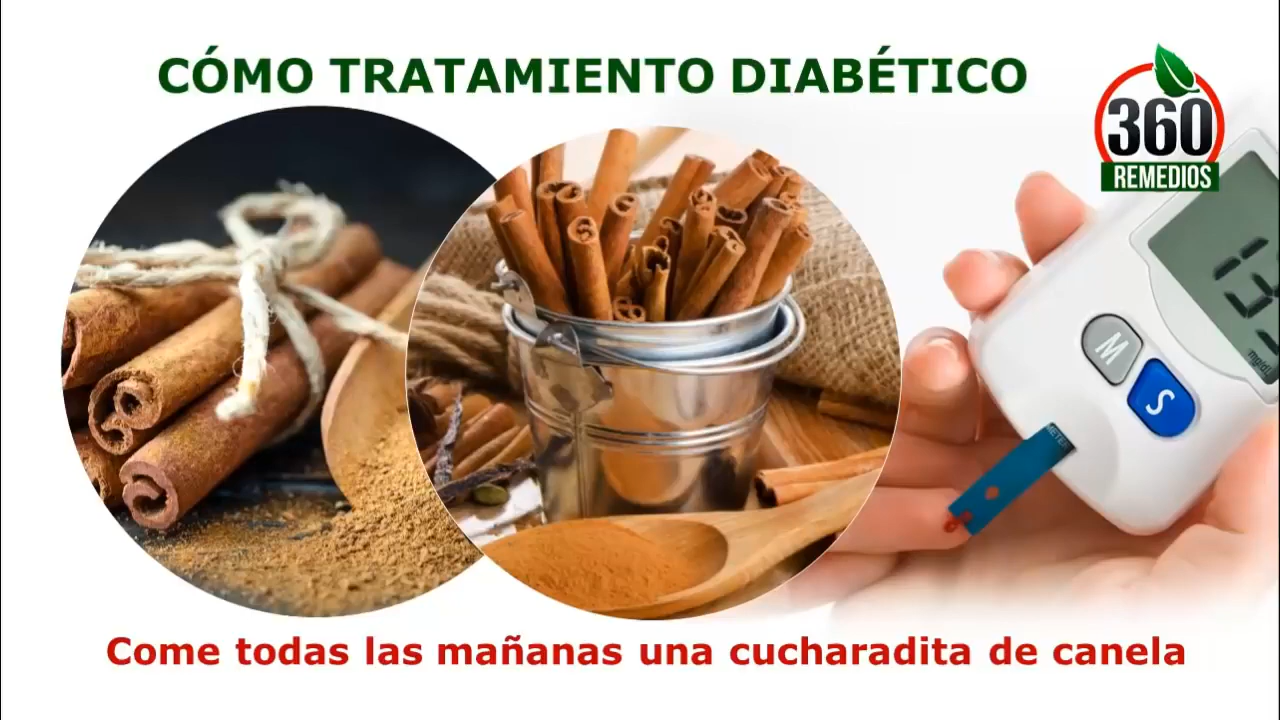 CÓMO TRATAMIENTO DIABÉTICO
360
REMEDIOS
M
S
Come todas las mañanas una cucharadita de canela